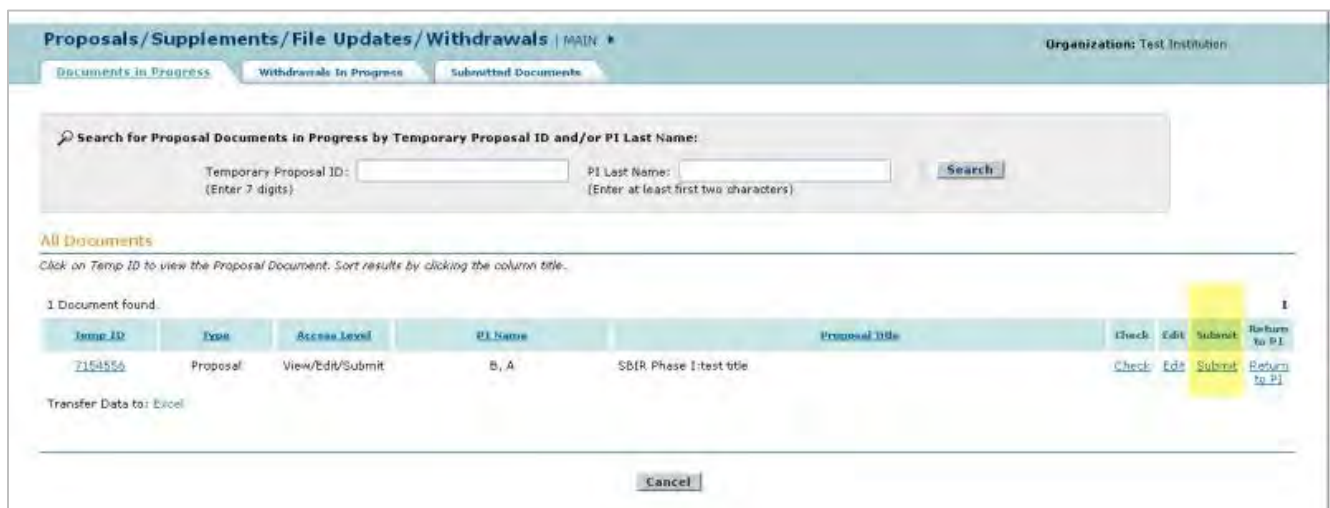 Proposals/Supplements/File Updates/Withdrawals | MAIN
Organization: Test Institution
Documents in Progress Withdrawals In Progress Submitted Documents
Search for Proposal Documents in Progress by Temporary Proposal ID and/or PI Last Name:
Temporary Proposal ID: PI Last Name: Search
(Enter 7 digits) (Enter at least first two characters)
All Documents
Click on Temp ID to view the Proposal Document. Sort results by clicking the column title.
1 Document found. 1
Temp ID Type Access Level PI Name Proposal Title Check Edit Submit Return to PI
7154556 Proposal View/Edit/Submit B, A SBIR Phase I:test title Check Edit Submit Return to PI
Transfer Data to: Excel
Cancel